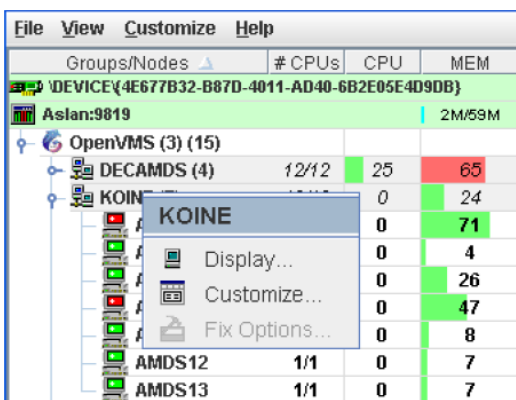 File View Customize Help
Groups/Nodes # CPUs CPU MEM
\DEVICE\{4E677B32-B87D-4011-AD40-6B2E05E4D9DB}
Aslan:9819 2M/59M
OpenVMS (3) (15)
DECAMDS (4) 12/12 25 65
KOIN 0 24
KOINE
0 71
Display... 0 4
0 26
Customize... 0 47
Fix Options... 0 8
AMDS12 1/1 0 7
AMDS13 1/1 0 7